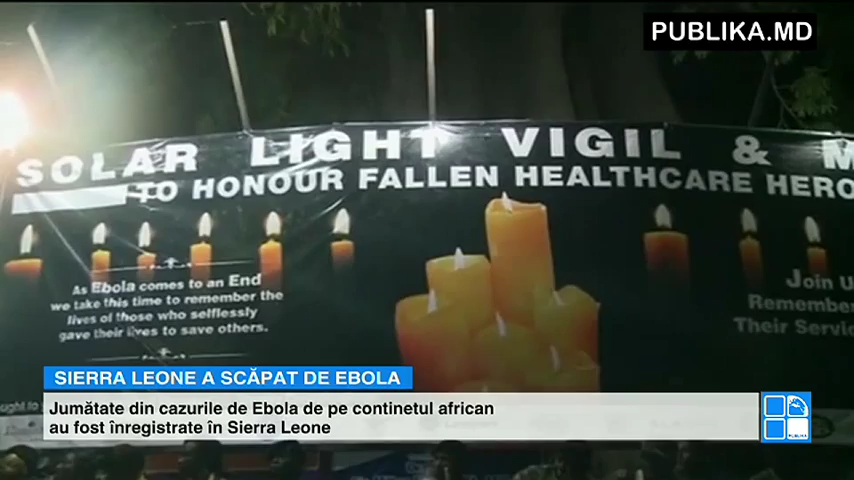 PUBLIKA.MD
SOLAR LIGHT VIGIL & M
TO HONOUR FALLEN HEALTHCARE HERO
As Ebola comes to an End
we take this time to remember the
lives of those who selflessly
gave their lives to save others.
Join U
Remember
Their Servic
SIERRA LEONE A SCĂPAT DE EBOLA
Jumătate din cazurile de Ebola de pe continetul african
au fost înregistrate în Sierra Leone
PUBLIKA